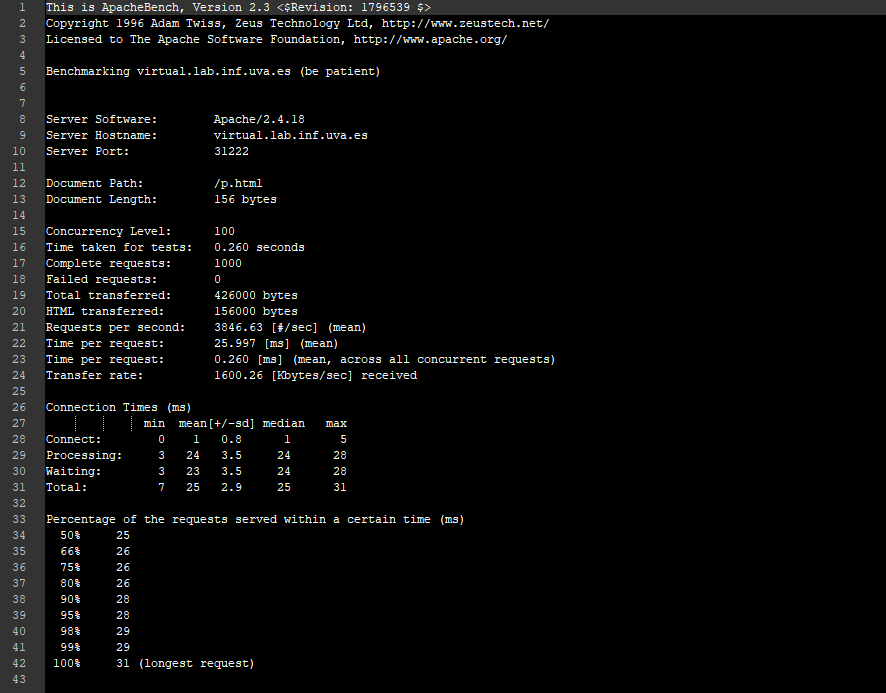 1 This is ApacheBench, Version 2.3 <$Revision: 1796539 $>
2 Copyright 1996 Adam Twiss, Zeus Technology Ltd, http://www.zeustech.net/
3 Licensed to The Apache Software Foundation, http://www.apache.org/
4
5 Benchmarking virtual.lab.inf.uva.es (be patient)
6
7
8 Server Software:        Apache/2.4.18
9 Server Hostname:        virtual.lab.inf.uva.es
10 Server Port:            31222
11
12 Document Path:          /p.html
13 Document Length:        156 bytes
14
15 Concurrency Level:      100
16 Time taken for tests:   0.260 seconds
17 Complete requests:      1000
18 Failed requests:        0
19 Total transferred:      426000 bytes
20 HTML transferred:       156000 bytes
21 Requests per second:    3846.63 [#/sec] (mean)
22 Time per request:       25.997 [ms] (mean)
23 Time per request:       0.260 [ms] (mean, across all concurrent requests)
24 Transfer rate:          1600.26 [Kbytes/sec] received
25
26 Connection Times (ms)
27               min  mean[+/-sd] median   max
28 Connect:        0    1   0.8      1       5
29 Processing:     3   24   3.5     24      28
30 Waiting:        3   23   3.5     24      28
31 Total:          7   25   2.9     25      31
32
33 Percentage of the requests served within a certain time (ms)
34   50%     25
35   66%     26
36   75%     26
37   80%     26
38   90%     28
39   95%     28
40   98%     29
41   99%     29
42  100%     31 (longest request)
43